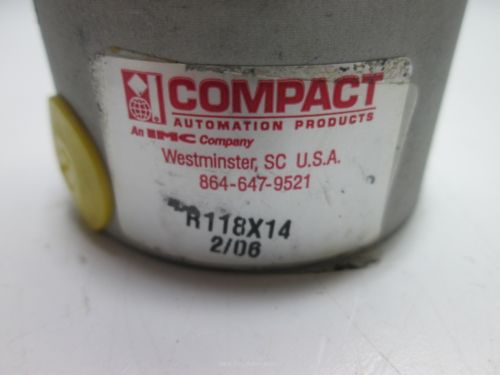 COMPACT
AUTOMATION PRODUCTS
An IMC Company
Westminster, SC U.S.A.
864-647-9521
R118X14
2/06